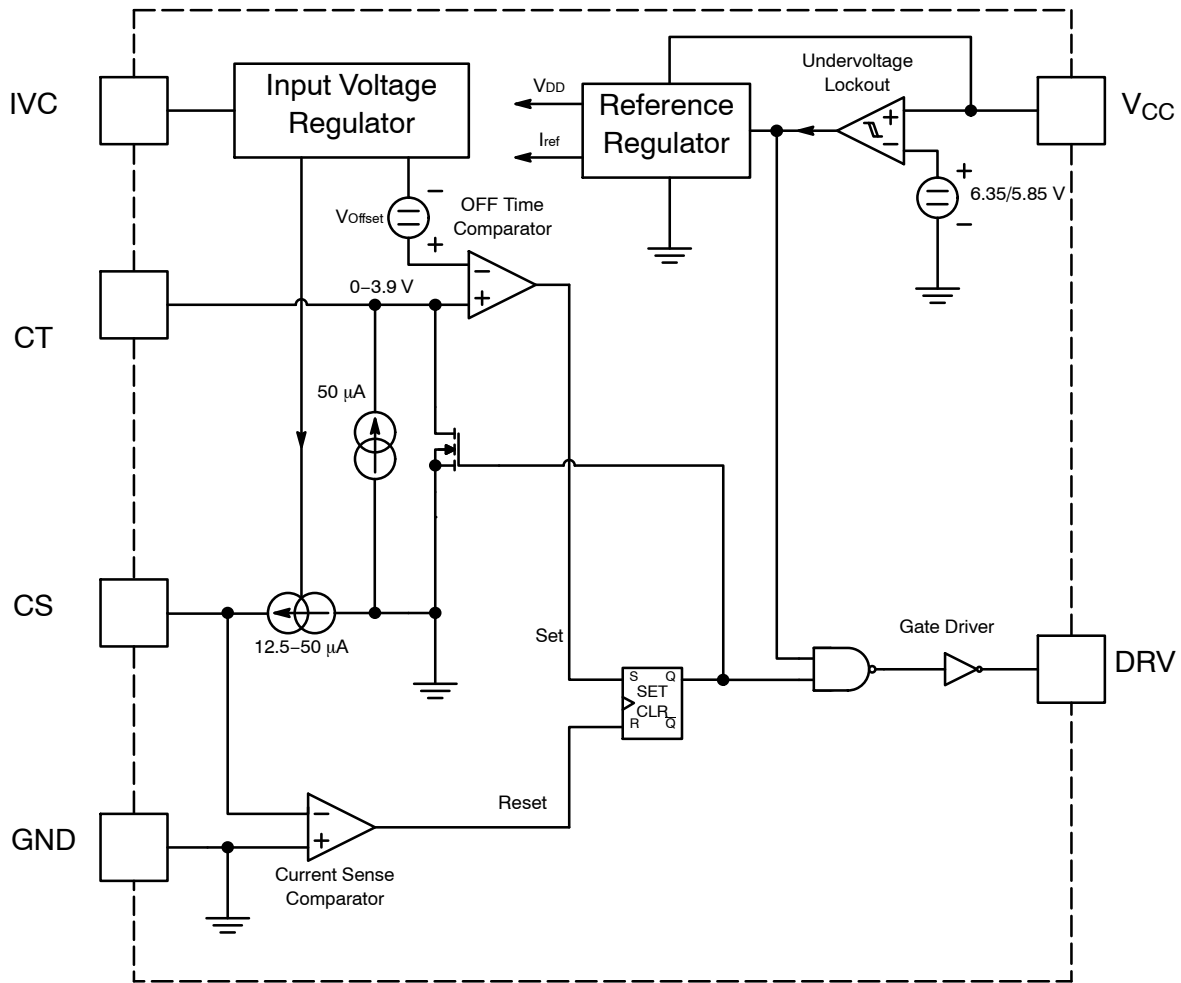 IVC
Input Voltage
Regulator
VDD
Iref
Reference
Regulator
Undervoltage
Lockout
+
−
VCC
+
6.35/5.85 V
−
VOffset
−
+
OFF Time
Comparator
−
+
0−3.9 V
CT
50 μA
CS
12.5−50 μA
Set
S Q
SET
CLR
R Q
Gate Driver
DRV
Reset
GND
−
+
Current Sense
Comparator